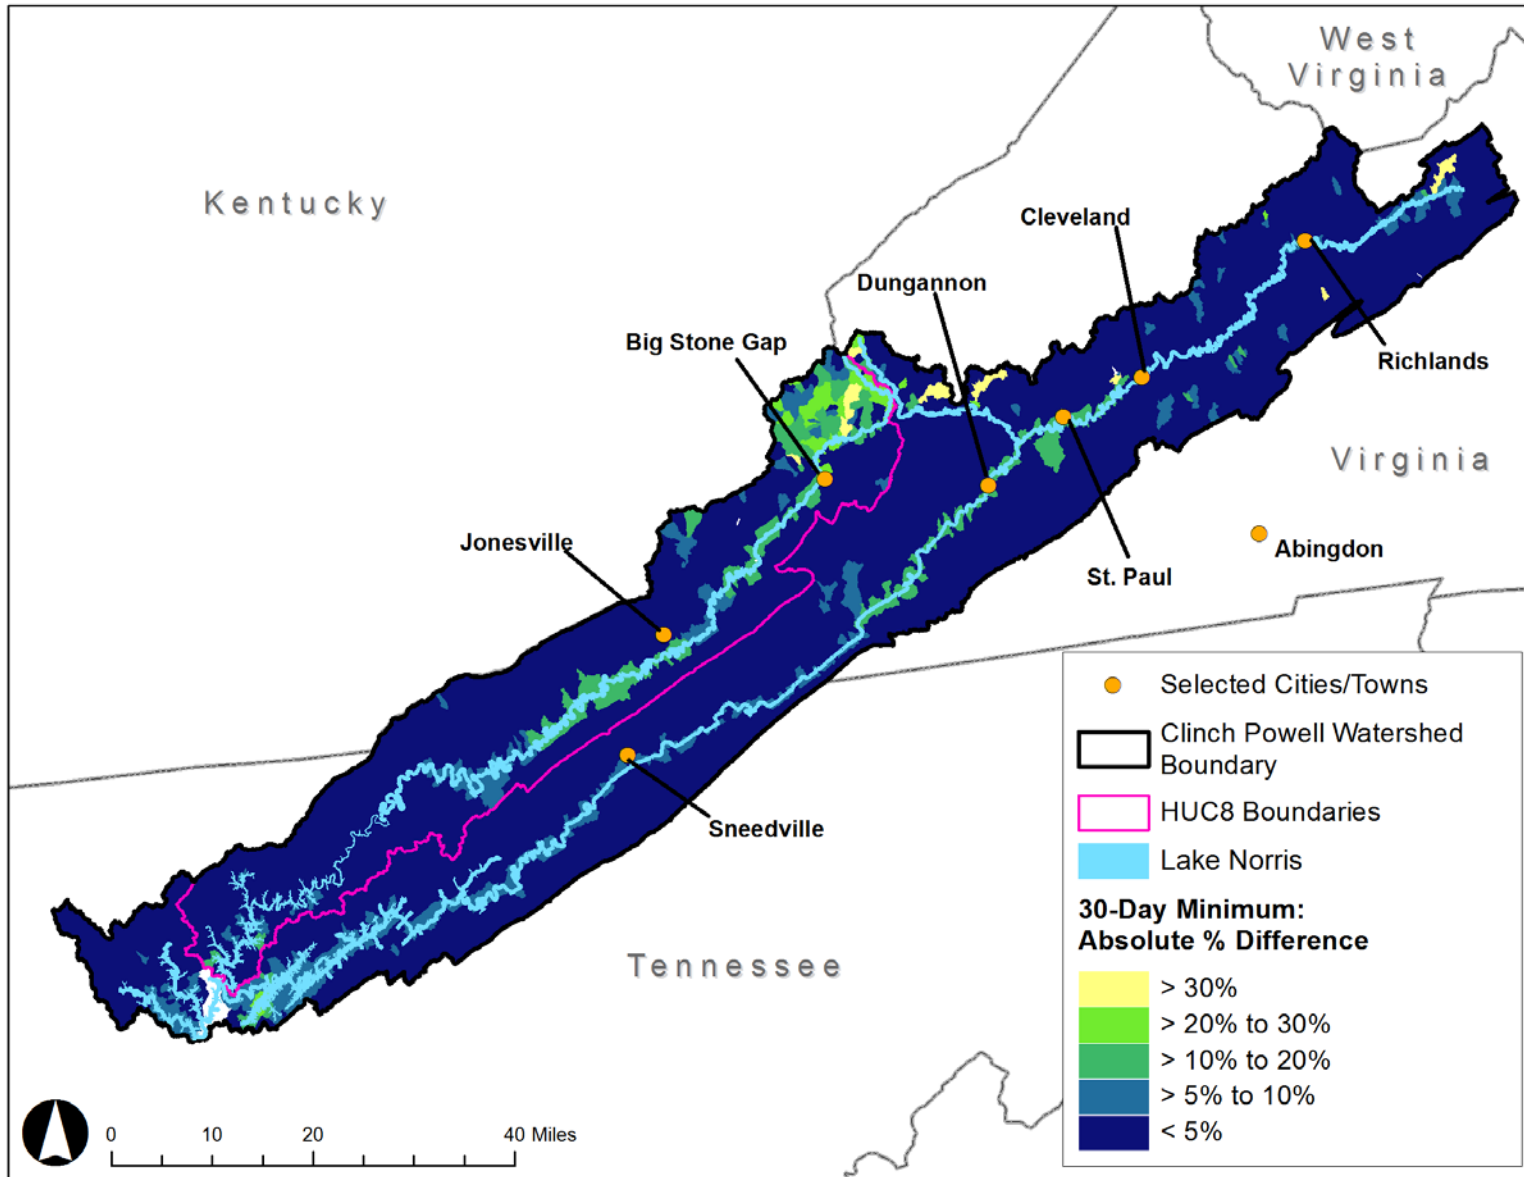 West
Virginia
Kentucky
Cleveland
Dungannon
Big Stone Gap
Richlands
Virginia
Jonesville
Abingdon
St. Paul
Sneedville
Tennessee
Selected Cities/Towns
Clinch Powell Watershed
Boundary
HUC8 Boundaries
Lake Norris
30-Day Minimum:
Absolute % Difference
> 30%
> 20% to 30%
> 10% to 20%
> 5% to 10%
< 5%
0 10 20 40 Miles